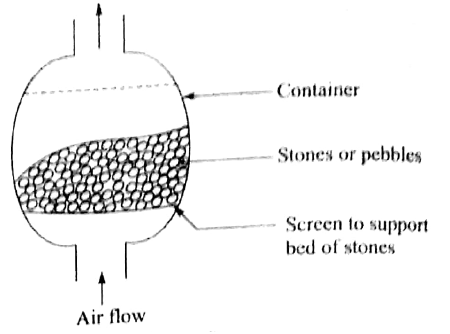 Container
Stones or pebbles
Screen to support
bed of stones
Air flow